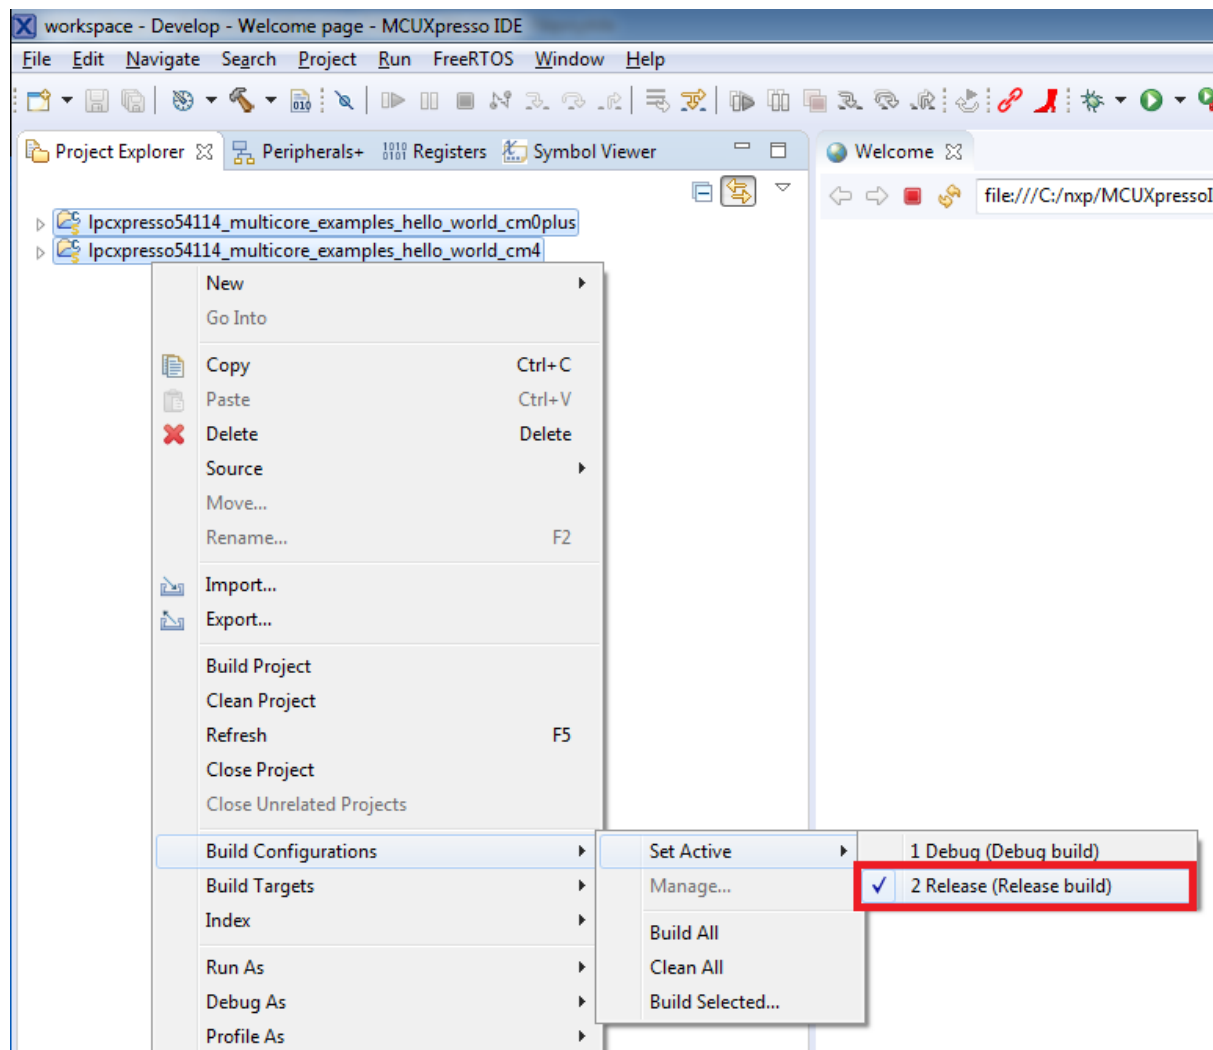 workspace - Develop - Welcome page - MCUXpresso IDE
File Edit Navigate Search Project Run FreeRTOS Window Help
010
Project Explorer Peripherals+ 1010 0101 Registers Symbol Viewer
Welcome
file:///C:/nxp/MCUXpressoI
lpcxpresso54114_multicore_examples_hello_world_cm0plus
lpcxpresso54114_multicore_examples_hello_world_cm4
New
Go Into
Copy Ctrl+C
Paste Ctrl+V
Delete Delete
Source
Move...
Rename... F2
Import...
Export...
Build Project
Clean Project
Refresh F5
Close Project
Close Unrelated Projects
Build Configurations
Set Active
1 Debug (Debug build)
Build Targets
Manage...
2 Release (Release build)
Index
Build All
Run As
Clean All
Debug As
Build Selected...
Profile As